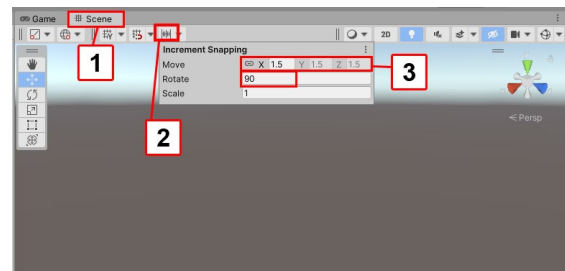 Game Scene
2D
Increment Snapping
Move X 1.5 Y 1.5 Z 1.5
Rotate 90
Scale 1
1
2
3
< Persp